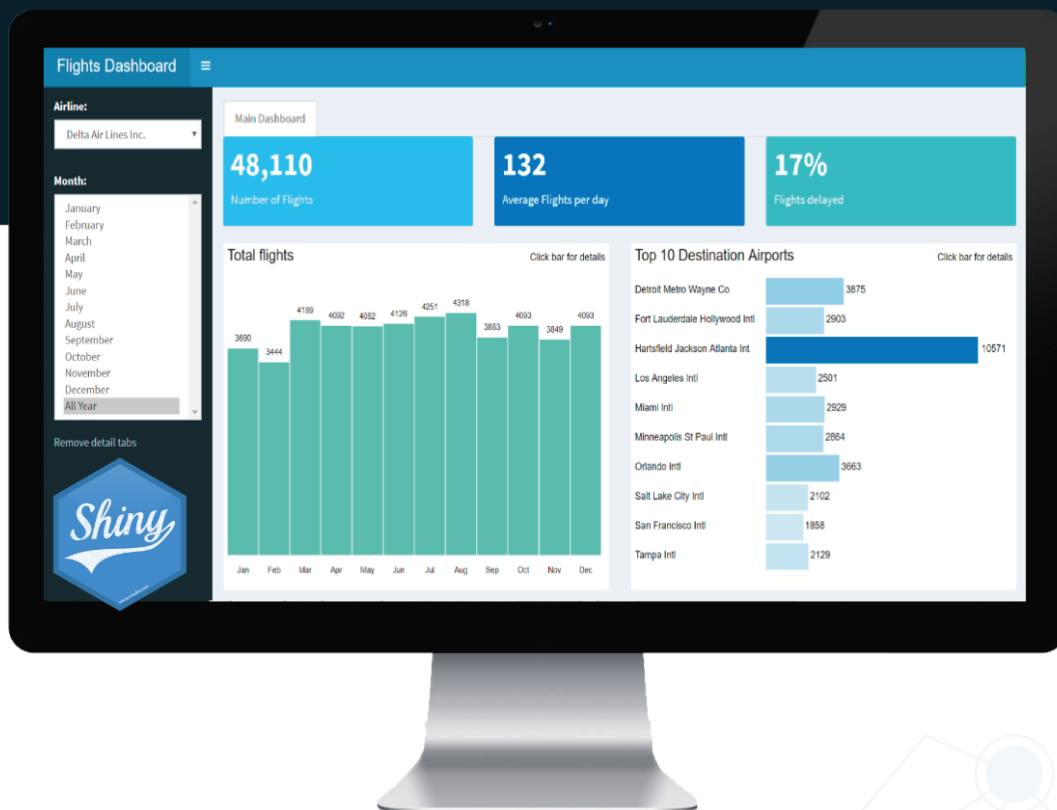 Flights Dashboard
Airline:
Delta Air Lines Inc.
Month:
January
February
March
April
May
June
July
August
September
October
November
December
All Year
Remove detail tabs
Shiny
Main Dashboard
48,110
Number of Flights
132
Average Flights per day
17%
Flights delayed
Total flights
Click bar for details
3690
3444
4189
4092
4082
4126
4251
4318
3863
4093
3849
4093
Jan Feb Mar Apr May Jun Jul Aug Sep Oct Nov Dec
Top 10 Destination Airports
Click bar for details
Detroit Metro Wayne Co 3875
Fort Lauderdale Hollywood Intl 2903
Hartsfield Jackson Atlanta Int 10571
Los Angeles Intl 2501
Miami Intl 2929
Minneapolis St Paul Intl 2864
Orlando Intl 3663
Salt Lake City Intl 2102
San Francisco Intl 1858
Tampa Intl 2129